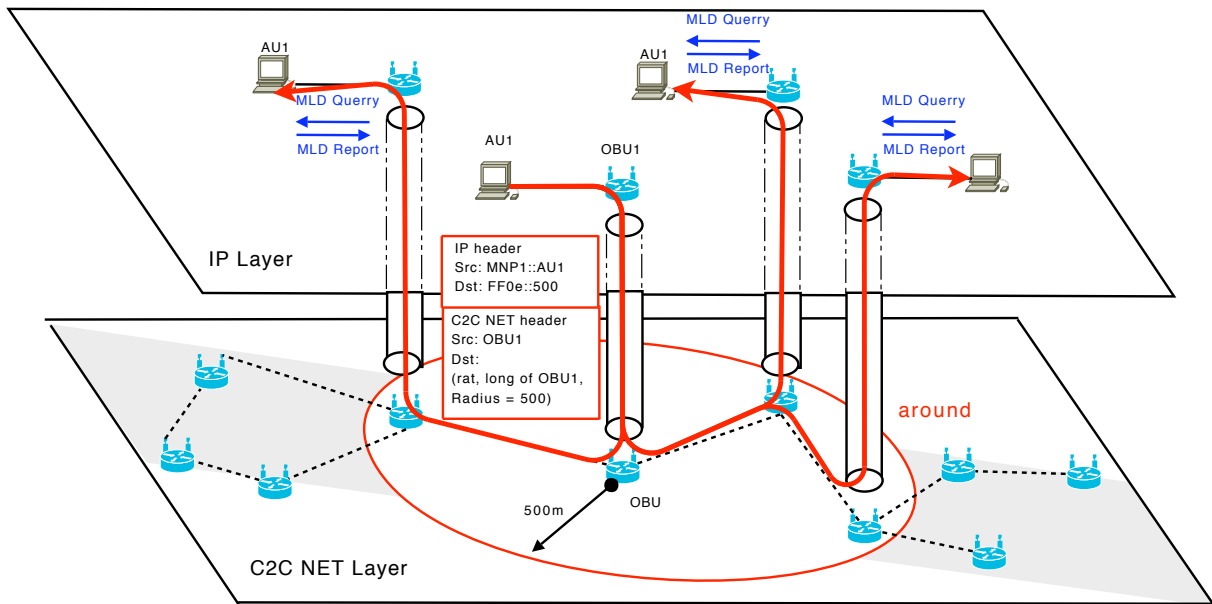 MLD Querry
AU1
AU1
MLD Report
MLD Querry
MLD Querry
MLD Report
MLD Report
AU1
OBU1
IP header
Src: MNP1::AU1
Dst: FF0e::500
IP Layer
C2C NET header
Src: OBU1
Dst:
(rat, long of OBU1,
Radius = 500)
around
500m
OBU
C2C NET Layer